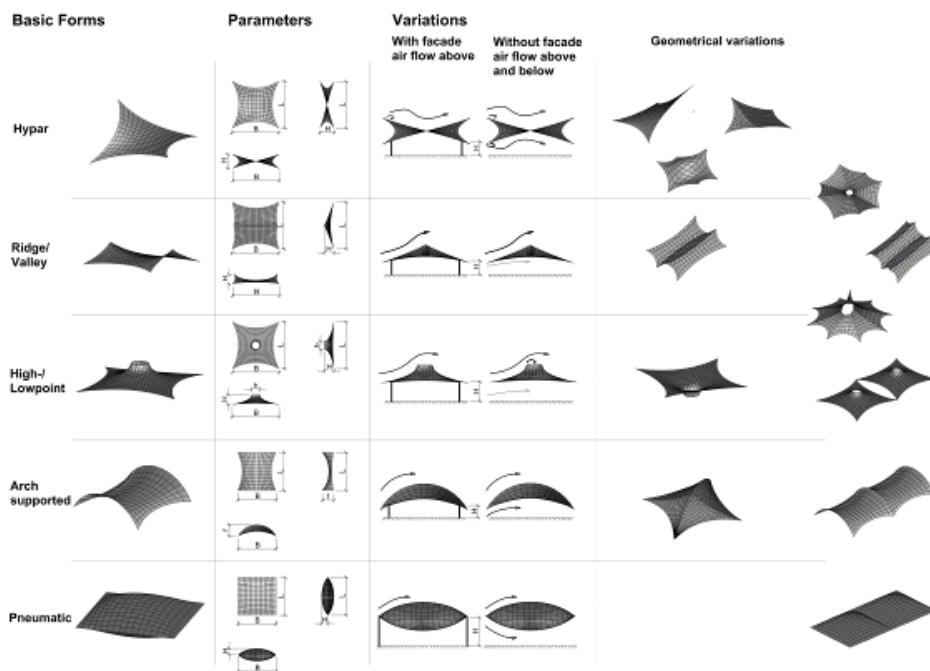 Basic Forms
Parameters
Variations
With facade
air flow above
Without facade
air flow above
and below
Geometrical variations
Hypar
L
B
H
H
B
H
Ridge/
Valley
L
B
H
H
B
H
High-/
Lowpoint
L
B
H
H
B
H
Arch
supported
L
B
f
f
B
H
Pneumatic
L
B
H
H
B
H